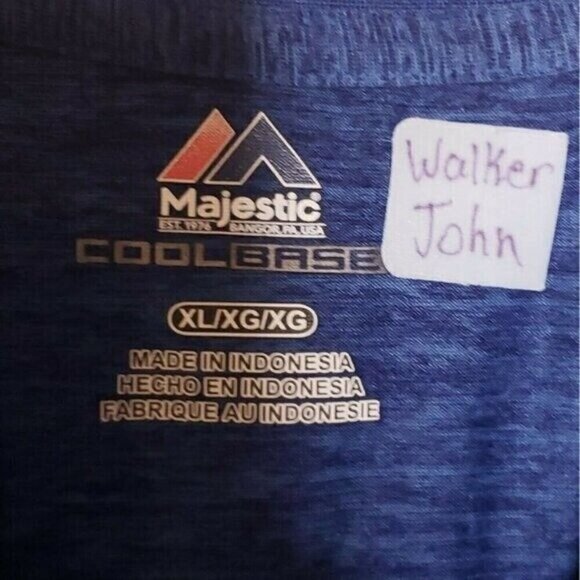 Majestic
EST. 1976 BANGOR, PA, USA
COOLBASE
XL/XG/XG
MADE IN INDONESIA
HECHO EN INDONESIA
FABRIQUE AU INDONESIE
Walker
John